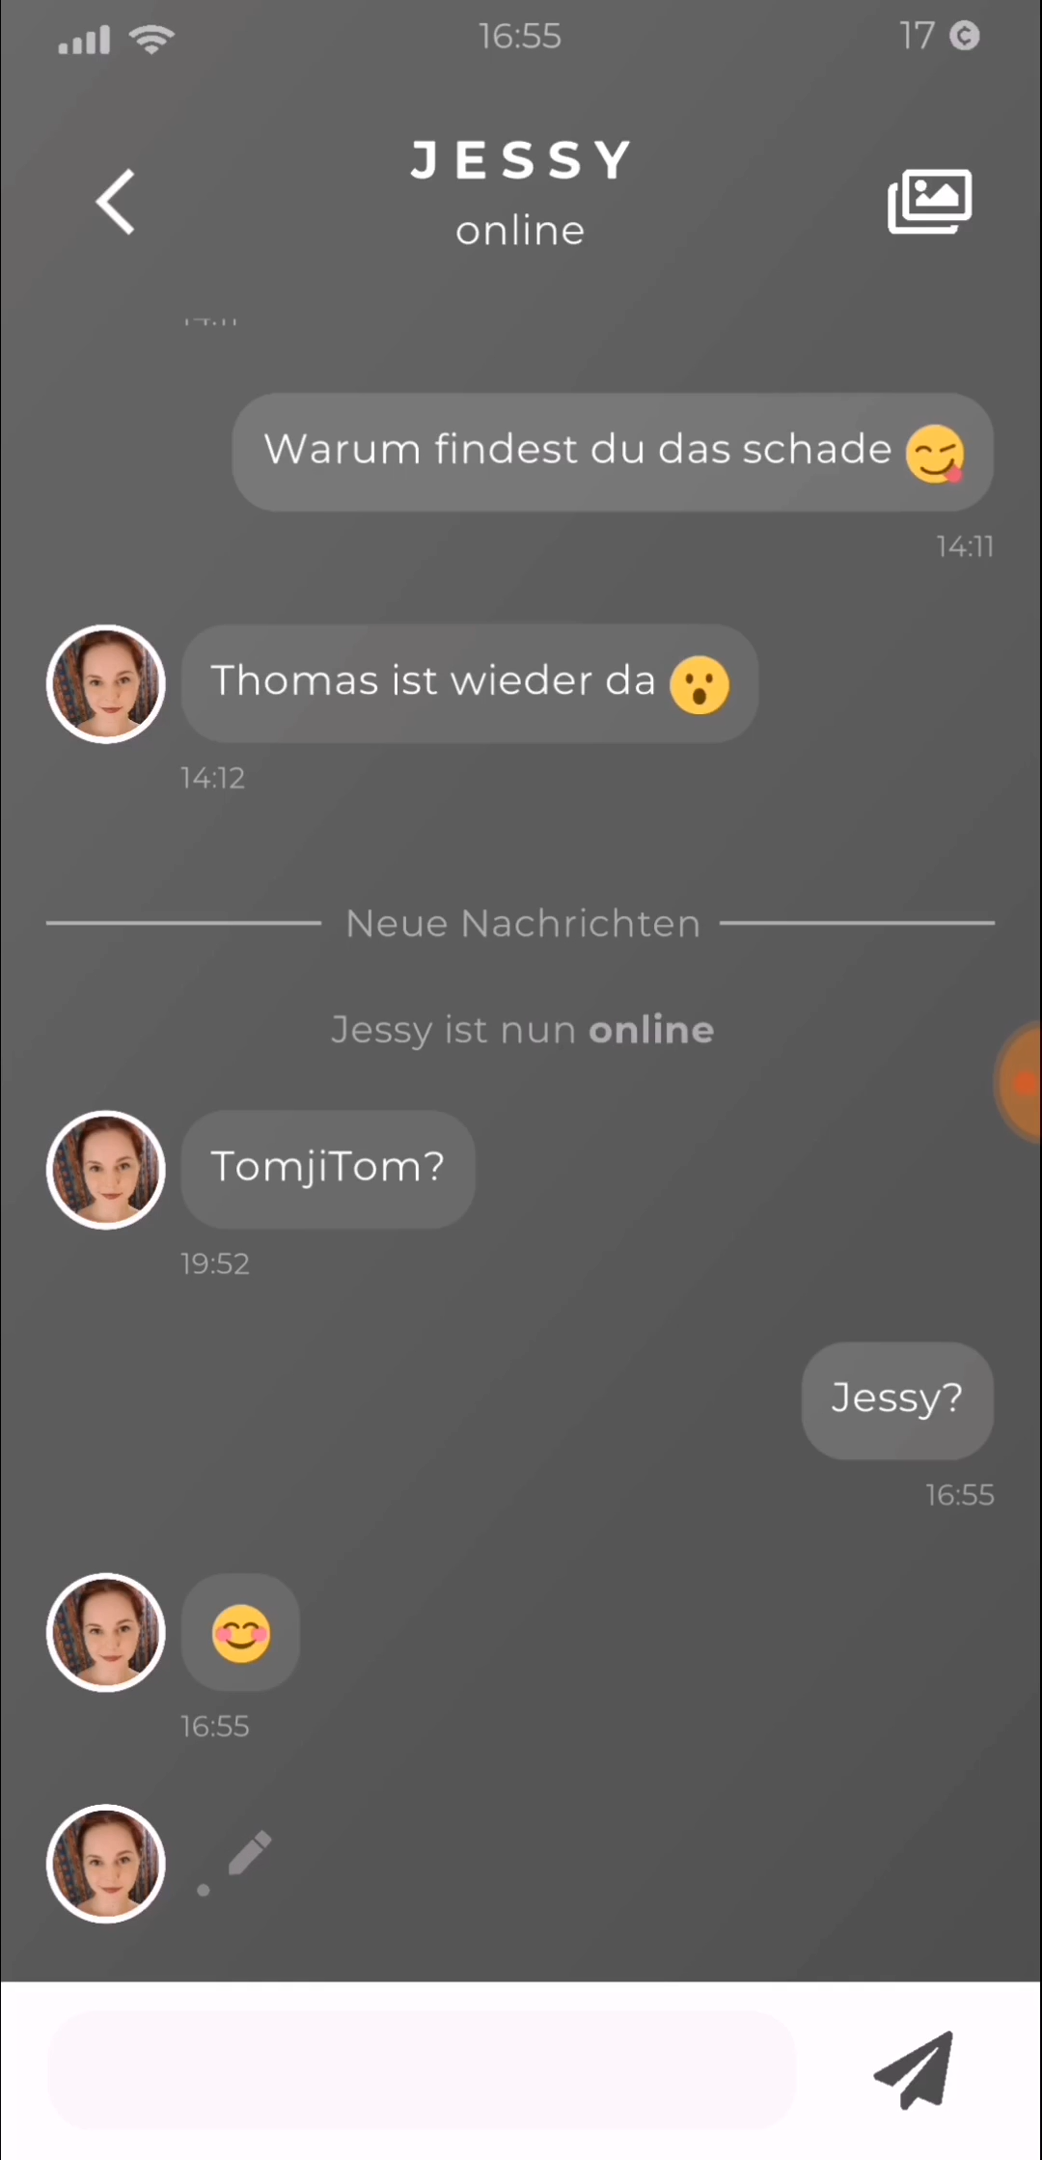 16:55
17
JESSY
online
Warum findest du das schade
14:11
Thomas ist wieder da
14:12
Neue Nachrichten
Jessy ist nun online
TomjiTom?
19:52
Jessy?
16:55
16:55